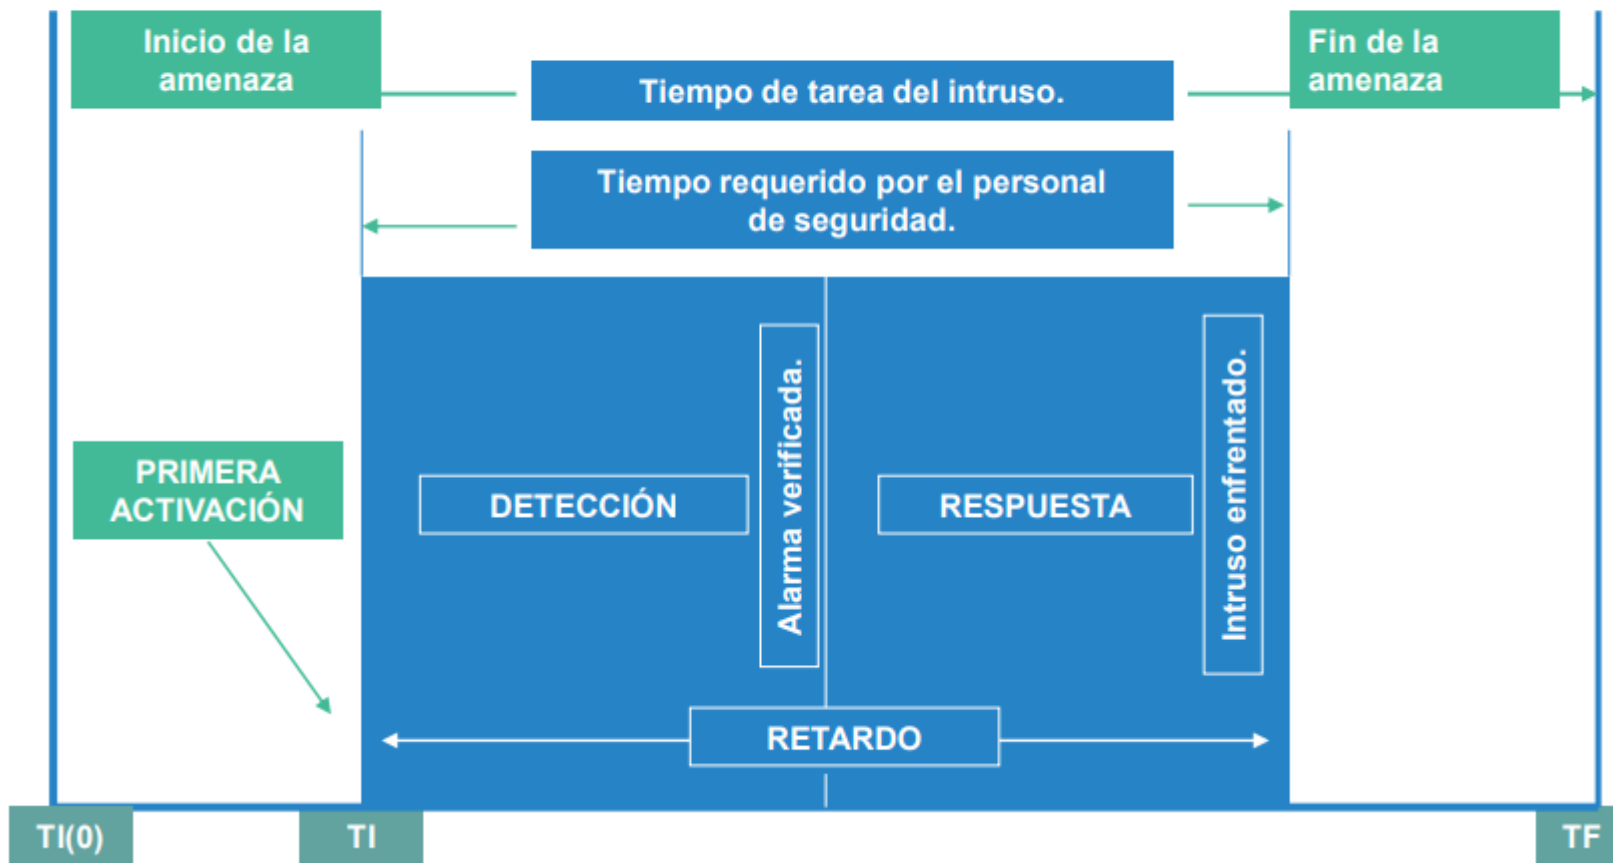 Inicio de la
amenaza
Tiempo de tarea del intruso.
Fin de la
amenaza
Tiempo requerido por el personal
de seguridad.
PRIMERA
ACTIVACIÓN
DETECCIÓN
Alarma verificada.
RESPUESTA
Intruso enfrentado.
RETARDO
TI(0)
TI
TF